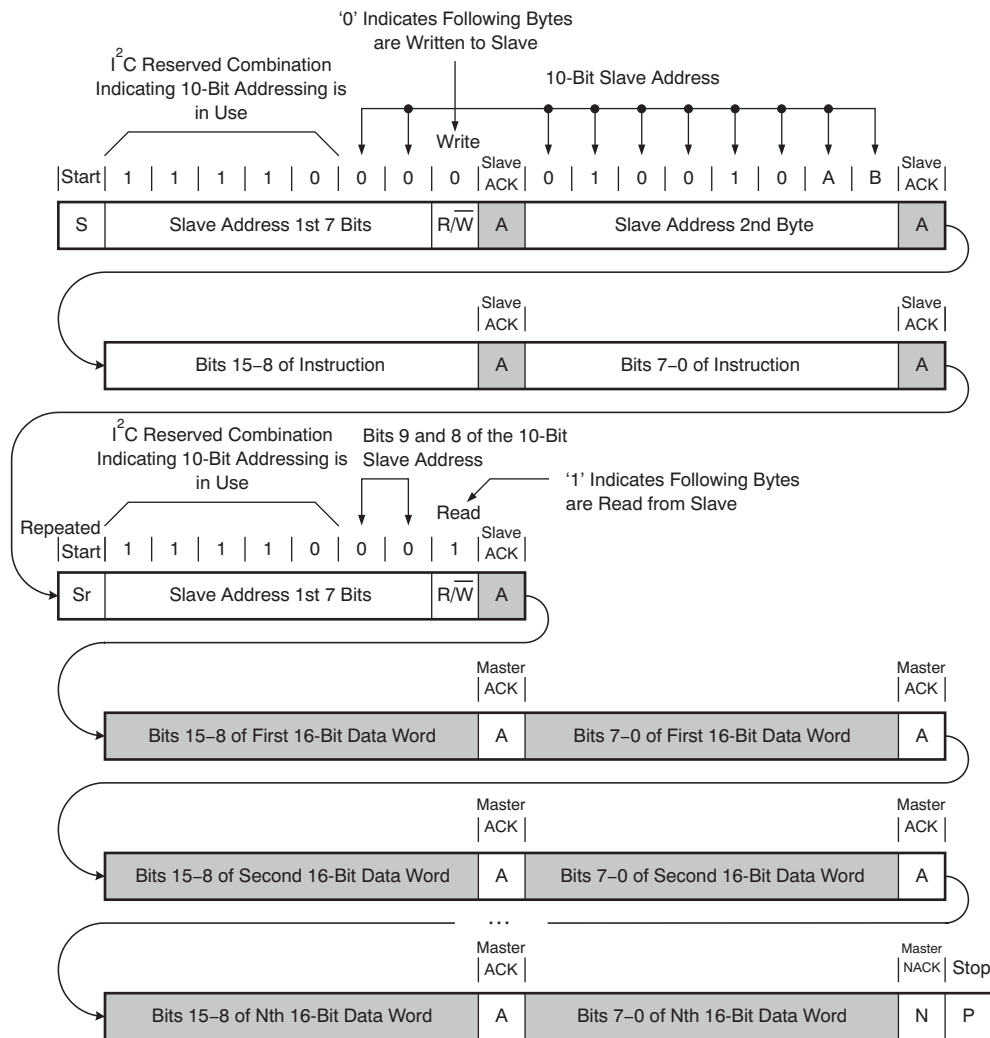 '0' Indicates Following Bytes
are Written to Slave
I2C Reserved Combination
Indicating 10-Bit Addressing is
in Use
10-Bit Slave Address
Write
Start 1 1 1 1 0 0 0 0 Slave ACK 0 1 0 0 1 0 A B Slave ACK
S Slave Address 1st 7 Bits R/W A Slave Address 2nd Byte A
Slave ACK Slave ACK
Bits 15–8 of Instruction A Bits 7–0 of Instruction A
I2C Reserved Combination
Indicating 10-Bit Addressing is
in Use
Bits 9 and 8 of the 10-Bit
Slave Address
'1' Indicates Following Bytes
are Read from Slave
Read
Repeated
Start 1 1 1 1 0 0 0 1 Slave ACK
Sr Slave Address 1st 7 Bits R/W A
Master ACK Master ACK
Bits 15–8 of First 16-Bit Data Word A Bits 7–0 of First 16-Bit Data Word A
Master ACK Master ACK
Bits 15–8 of Second 16-Bit Data Word A Bits 7–0 of Second 16-Bit Data Word A
...
Master ACK Master NACK Stop
Bits 15–8 of Nth 16-Bit Data Word A Bits 7–0 of Nth 16-Bit Data Word N P